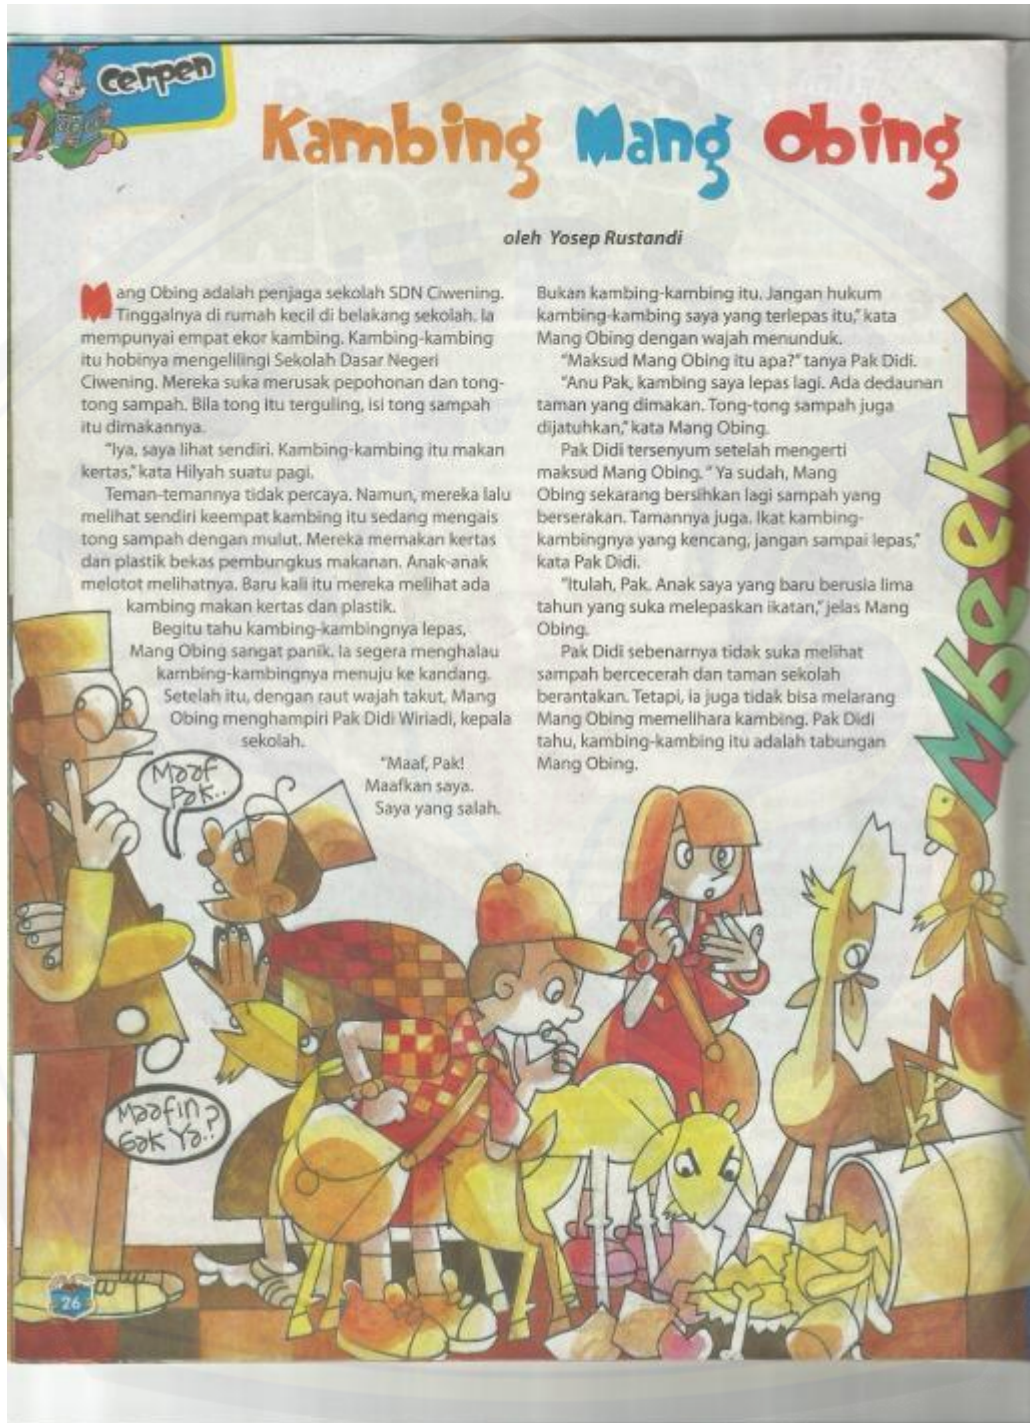 Cerpen
Kambing Mang Obing
oleh Yosep Rustandi
Mang Obing adalah penjaga sekolah SDN Ciwening.
Tinggalnya di rumah kecil di belakang sekolah. Ia
mempunyai empat ekor kambing. Kambing-kambing
itu hobinya mengelilingi Sekolah Dasar Negeri
Ciwening. Mereka suka merusak pepohonan dan tong-
tong sampah. Bila tong itu terguling, isi tong sampah
itu dimakannya.
"Iya, saya lihat sendiri. Kambing-kambing itu makan
kertas," kata Hilyah suatu pagi.
Teman-temannya tidak percaya. Namun, mereka lalu
melihat sendiri keempat kambing itu sedang mengais
tong sampah dengan mulut. Mereka memakan kertas
dan plastik bekas pembungkus makanan. Anak-anak
melotot melihatnya. Baru kali itu mereka melihat ada
kambing makan kertas dan plastik.
Begitu tahu kambing-kambingnya lepas,
Mang Obing sangat panik. Ia segera menghalau
kambing-kambingnya menuju ke kandang.
Setelah itu, dengan raut wajah takut, Mang
Obing menghampiri Pak Didi Wiriadi, kepala
sekolah.
"Maaf, Pak!
Maafkan saya.
Saya yang salah.
Bukan kambing-kambing itu. Jangan hukum
kambing-kambing saya yang terlepas itu," kata
Mang Obing dengan wajah menunduk.
"Maksud Mang Obing itu apa?" tanya Pak Didi.
"Anu Pak, kambing saya lepas lagi. Ada dedaunan
taman yang dimakan. Tong-tong sampah juga
dijatuhkan," kata Mang Obing.
Pak Didi tersenyum setelah mengerti
maksud Mang Obing. "Ya sudah, Mang
Obing sekarang bersihkan lagi sampah yang
berserakan. Tamannya juga. Ikat kambing-
kambingnya yang kencang, jangan sampai lepas,"
kata Pak Didi.
"Itulah, Pak. Anak saya yang baru berusia lima
tahun yang suka melepaskan ikatan," jelas Mang
Obing.
Pak Didi sebenarnya tidak suka melihat
sampah bercecerah dan taman sekolah
berantakan. Tetapi, ia juga tidak bisa melarang
Mang Obing memelihara kambing. Pak Didi
tahu, kambing-kambing itu adalah tabungan
Mang Obing.
Mbeek!
Maaf
Pak..
Maafin
Gak Ya..?
26